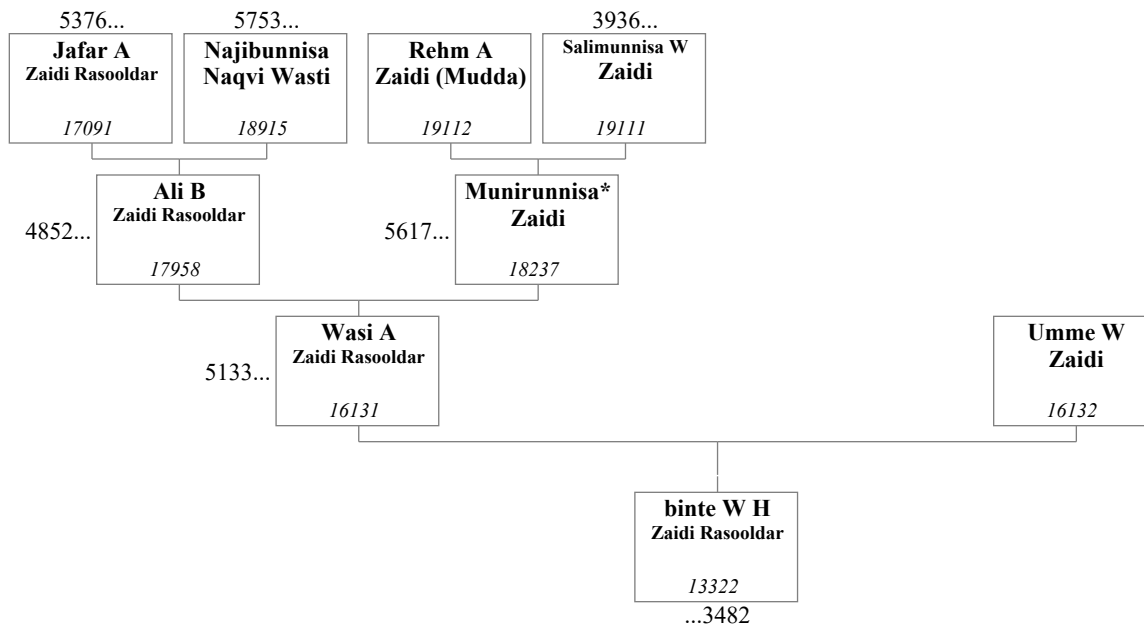 5376...
5753...
3936...
Jafar A
Zaidi Rasooldar
17091
Najibunnisa
Naqvi Wasti
18915
Rehm A
Zaidi (Mudda)
19112
Salimunnisa W
Zaidi
19111
4852...
Ali B
Zaidi Rasooldar
17958
5617...
Munirunnisa*
Zaidi
18237
5133...
Wasi A
Zaidi Rasooldar
16131
Umme W
Zaidi
16132
binte W H
Zaidi Rasooldar
13322
...3482